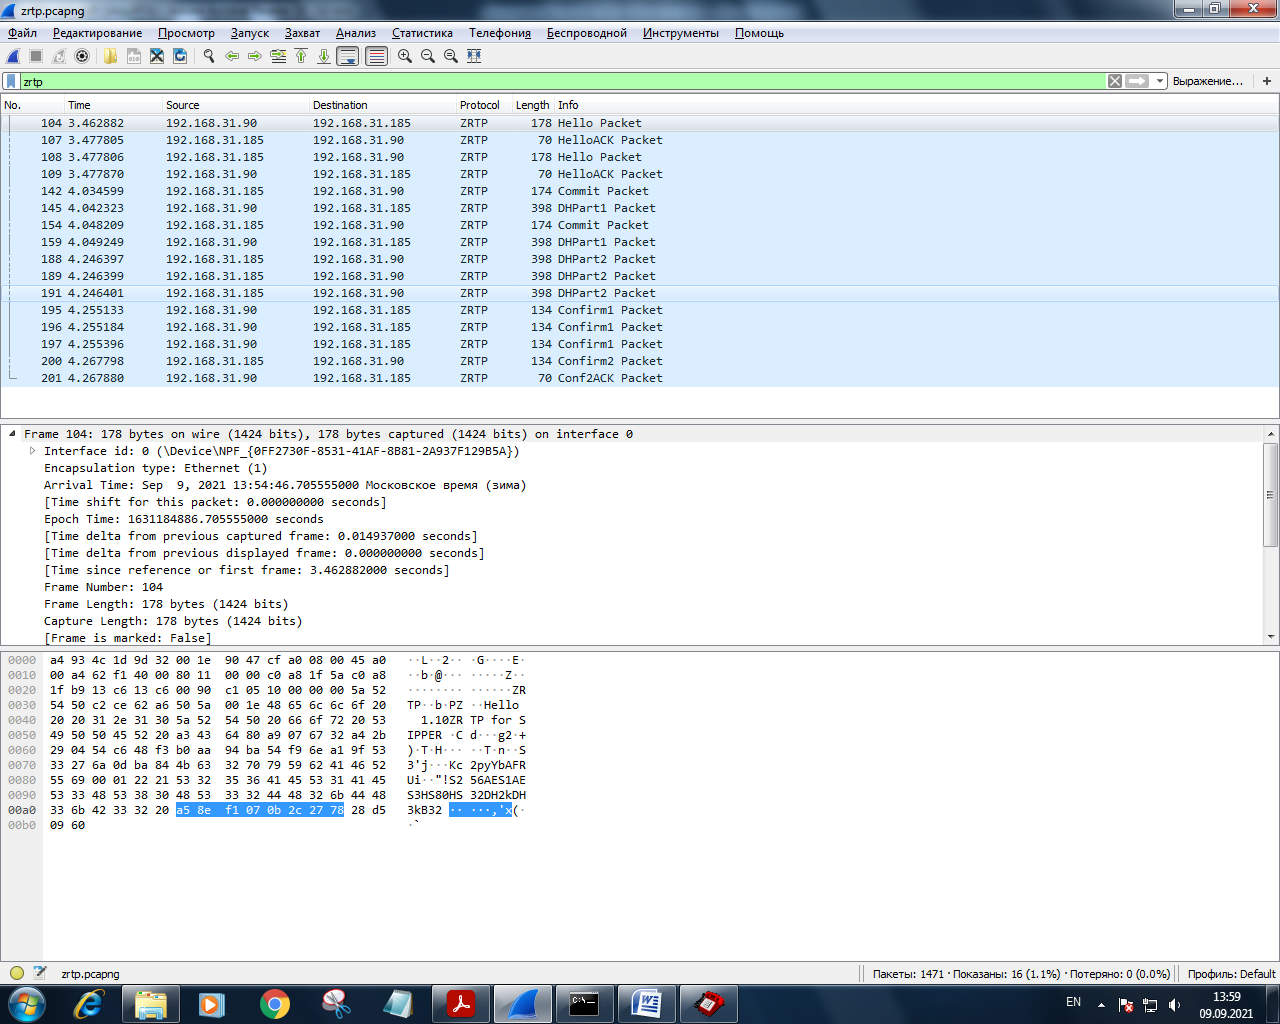 zrtp.pcapng
Файл Редактирование Просмотр Запуск Захват Анализ Статистика Телефония Беспроводной Инструменты Помощь
zrtp Выражение… +
No. Time Source Destination Protocol Length Info
104 3.462882 192.168.31.90 192.168.31.185 ZRTP 178 Hello Packet
107 3.477805 192.168.31.185 192.168.31.90 ZRTP 70 HelloACK Packet
108 3.477806 192.168.31.185 192.168.31.90 ZRTP 178 Hello Packet
109 3.477870 192.168.31.90 192.168.31.185 ZRTP 70 HelloACK Packet
142 4.034599 192.168.31.185 192.168.31.90 ZRTP 174 Commit Packet
145 4.042323 192.168.31.90 192.168.31.185 ZRTP 398 DHPart1 Packet
154 4.048209 192.168.31.185 192.168.31.90 ZRTP 174 Commit Packet
159 4.049249 192.168.31.90 192.168.31.185 ZRTP 398 DHPart1 Packet
188 4.246397 192.168.31.185 192.168.31.90 ZRTP 398 DHPart2 Packet
189 4.246399 192.168.31.185 192.168.31.90 ZRTP 398 DHPart2 Packet
191 4.246401 192.168.31.185 192.168.31.90 ZRTP 398 DHPart2 Packet
195 4.255133 192.168.31.90 192.168.31.185 ZRTP 134 Confirm1 Packet
196 4.255184 192.168.31.90 192.168.31.185 ZRTP 134 Confirm1 Packet
197 4.255396 192.168.31.90 192.168.31.185 ZRTP 134 Confirm1 Packet
200 4.267798 192.168.31.185 192.168.31.90 ZRTP 134 Confirm2 Packet
201 4.267880 192.168.31.90 192.168.31.185 ZRTP 70 Conf2ACK Packet
Frame 104: 178 bytes on wire (1424 bits), 178 bytes captured (1424 bits) on interface 0
Interface id: 0 (\Device\NPF_{0FF2730F-8531-41AF-8B81-2A937F129B5A})
Encapsulation type: Ethernet (1)
Arrival Time: Sep  9, 2021 13:54:46.705555000 Московское время (зима)
[Time shift for this packet: 0.000000000 seconds]
Epoch Time: 1631184886.705555000 seconds
[Time delta from previous captured frame: 0.014937000 seconds]
[Time delta from previous displayed frame: 0.000000000 seconds]
[Time since reference or first frame: 3.462882000 seconds]
Frame Number: 104
Frame Length: 178 bytes (1424 bits)
Capture Length: 178 bytes (1424 bits)
[Frame is marked: False]
0000 a4 93 4c 1d 9d 32 00 1e 90 47 cf a0 08 00 45 a0 ··L··2·· ·G····E·
0010 00 a4 62 f1 40 00 80 11 00 00 c0 a8 1f 5a c0 a8 ··b·@··· ·····Z··
0020 1f b9 13 c6 13 c6 00 90 c1 05 10 00 00 00 5a 52 ········ ······ZR
0030 54 50 c2 ce 62 a6 50 5a 00 1e 48 65 6c 6c 6f 20 TP··b·PZ ··Hello
0040 20 20 31 2e 31 30 5a 52 54 50 20 66 6f 72 20 53 1.10ZR TP for S
0050 49 50 50 45 52 20 a3 43 64 80 a9 07 67 32 a4 2b IPPER ·C d···g2·+
0060 29 04 54 c6 48 f3 b0 aa 94 ba 54 f9 6e a1 9f 53 )·T·H··· ··T·n··S
0070 33 27 6a 0d ba 84 4b 63 32 70 79 59 62 41 46 52 3'j···Kc 2pyYbAFR
0080 55 69 00 01 22 21 53 32 35 36 41 45 53 31 41 45 Ui··"!S2 56AES1AE
0090 53 33 48 53 38 30 48 53 33 32 44 48 32 6b 44 48 S3HS80HS 32DH2kDH
00a0 33 6b 42 33 32 20 a5 8e f1 07 0b 2c 27 78 28 d5 3kB32 ·· ···,'x(·
00b0 09 60 ·`
zrtp.pcapng Пакеты: 1471 · Показаны: 16 (1.1%) · Потеряно: 0 (0.0%) Профиль: Default
C:\. W EN 13:59
09.09.2021